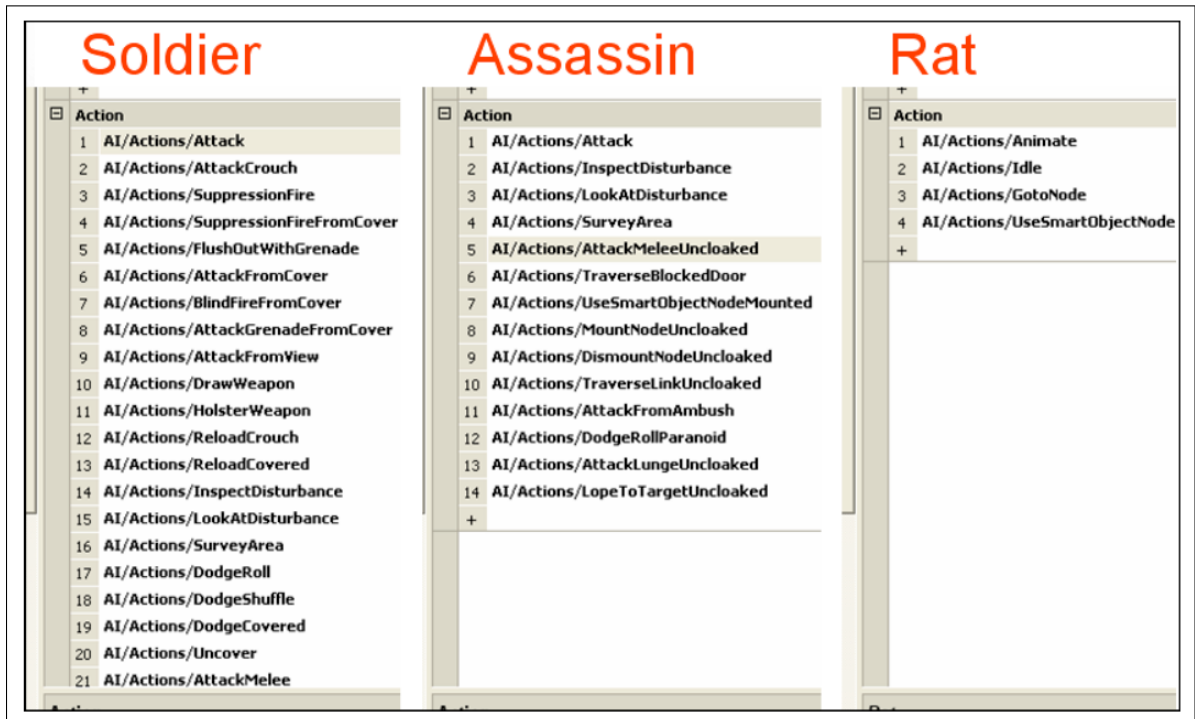 Soldier
+
Action
1 AI/Actions/Attack
2 AI/Actions/AttackCrouch
3 AI/Actions/SuppressionFire
4 AI/Actions/SuppressionFireFromCover
5 AI/Actions/FlushOutWithGrenade
6 AI/Actions/AttackFromCover
7 AI/Actions/BlindFireFromCover
8 AI/Actions/AttackGrenadeFromCover
9 AI/Actions/AttackFromView
10 AI/Actions/DrawWeapon
11 AI/Actions/HolsterWeapon
12 AI/Actions/ReloadCrouch
13 AI/Actions/ReloadCovered
14 AI/Actions/InspectDisturbance
15 AI/Actions/LookAtDisturbance
16 AI/Actions/SurveyArea
17 AI/Actions/DodgeRoll
18 AI/Actions/DodgeShuffle
19 AI/Actions/DodgeCovered
20 AI/Actions/Uncover
21 AI/Actions/AttackMelee
Assassin
+
Action
1 AI/Actions/Attack
2 AI/Actions/InspectDisturbance
3 AI/Actions/LookAtDisturbance
4 AI/Actions/SurveyArea
5 AI/Actions/AttackMeleeUncloaked
6 AI/Actions/TraverseBlockedDoor
7 AI/Actions/UseSmartObjectNodeMounted
8 AI/Actions/MountNodeUncloaked
9 AI/Actions/DismountNodeUncloaked
10 AI/Actions/TraverseLinkUncloaked
11 AI/Actions/AttackFromAmbush
12 AI/Actions/DodgeRollParanoid
13 AI/Actions/AttackLungeUncloaked
14 AI/Actions/LopeToTargetUncloaked
+
Rat
+
Action
1 AI/Actions/Animate
2 AI/Actions/Idle
3 AI/Actions/GotoNode
4 AI/Actions/UseSmartObjectNode
+